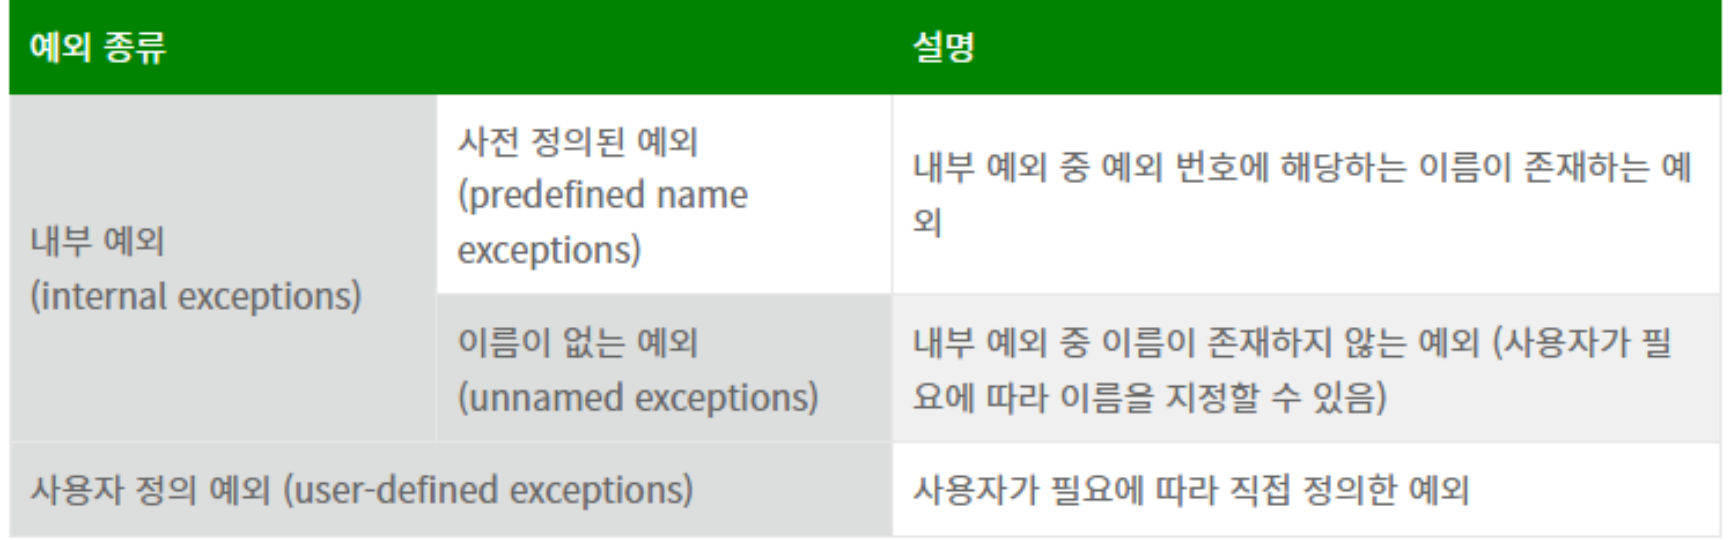 예외 종류
설명
내부 예외
(internal exceptions)
사전 정의된 예외
(predefined name
exceptions)
내부 예외 중 예외 번호에 해당하는 이름이 존재하는 예
외
이름이 없는 예외
(unnamed exceptions)
내부 예외 중 이름이 존재하지 않는 예외 (사용자가 필
요에 따라 이름을 지정할 수 있음)
사용자 정의 예외 (user-defined exceptions)
사용자가 필요에 따라 직접 정의한 예외